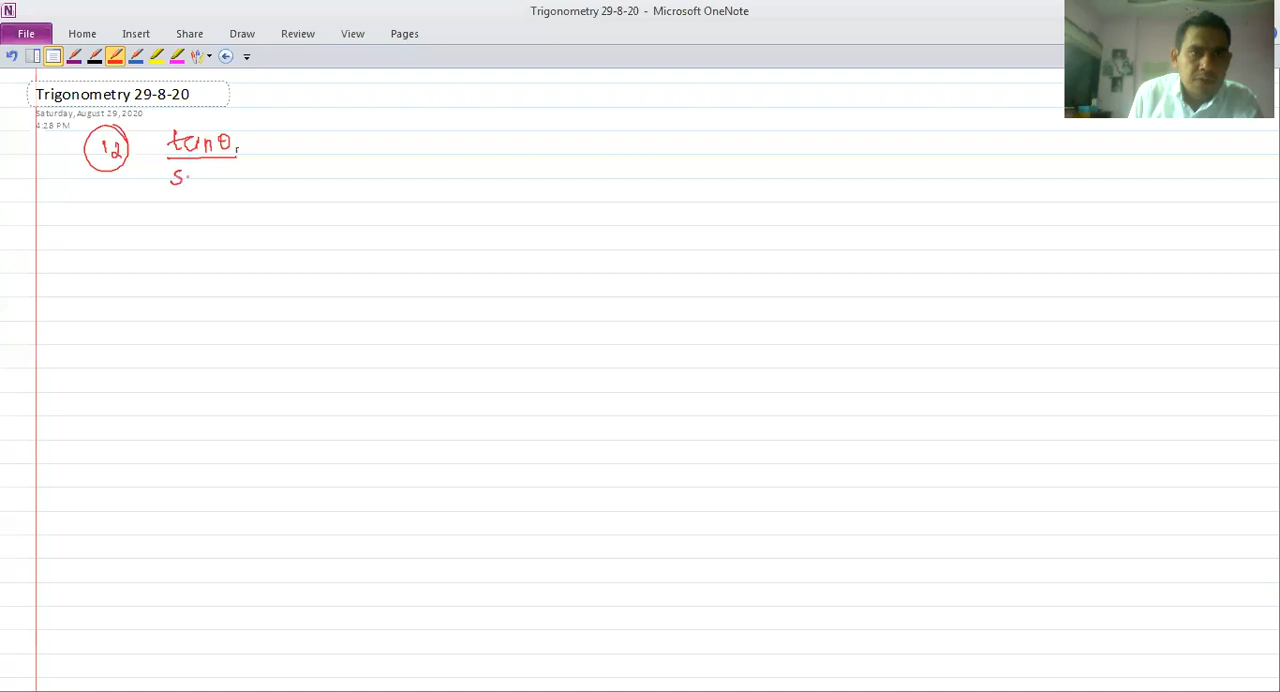 Trigonometry 29-8-20 - Microsoft OneNote
File Home Insert Share Draw Review View Pages
Trigonometry 29-8-20
Saturday, August 29, 2020
4:28 PM
12 tanθ
s